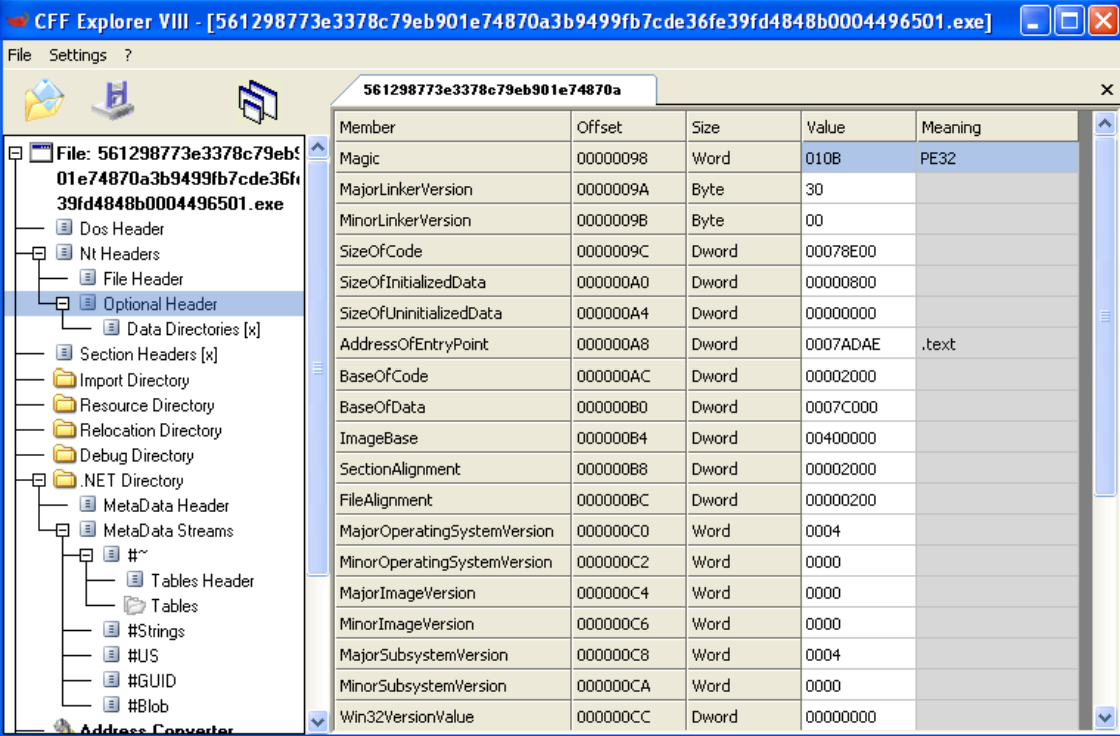 CFF Explorer VIII - [561298773e3378c79eb901e74870a3b9499fb7cde36fe39fd4848b0004496501.exe]
File Settings ?
561298773e3378c79eb901e74870a
File: 561298773e3378c79eb9
01e74870a3b9499fb7cde36fe
39fd4848b0004496501.exe
Dos Header
Nt Headers
File Header
Optional Header
Data Directories [x]
Section Headers [x]
Import Directory
Resource Directory
Relocation Directory
Debug Directory
.NET Directory
MetaData Header
MetaData Streams
#~
Tables Header
Tables
#Strings
#US
#GUID
#Blob
Address Converter
Member Offset Size Value Meaning
Magic 00000098 Word 010B PE32
MajorLinkerVersion 0000009A Byte 30
MinorLinkerVersion 0000009B Byte 00
SizeOfCode 0000009C Dword 00078E00
SizeOfInitializedData 000000A0 Dword 00000800
SizeOfUninitializedData 000000A4 Dword 00000000
AddressOfEntryPoint 000000A8 Dword 0007ADAE .text
BaseOfCode 000000AC Dword 00002000
BaseOfData 000000B0 Dword 0007C000
ImageBase 000000B4 Dword 00400000
SectionAlignment 000000B8 Dword 00002000
FileAlignment 000000BC Dword 00000200
MajorOperatingSystemVersion 000000C0 Word 0004
MinorOperatingSystemVersion 000000C2 Word 0000
MajorImageVersion 000000C4 Word 0000
MinorImageVersion 000000C6 Word 0000
MajorSubsystemVersion 000000C8 Word 0004
MinorSubsystemVersion 000000CA Word 0000
Win32VersionValue 000000CC Dword 00000000